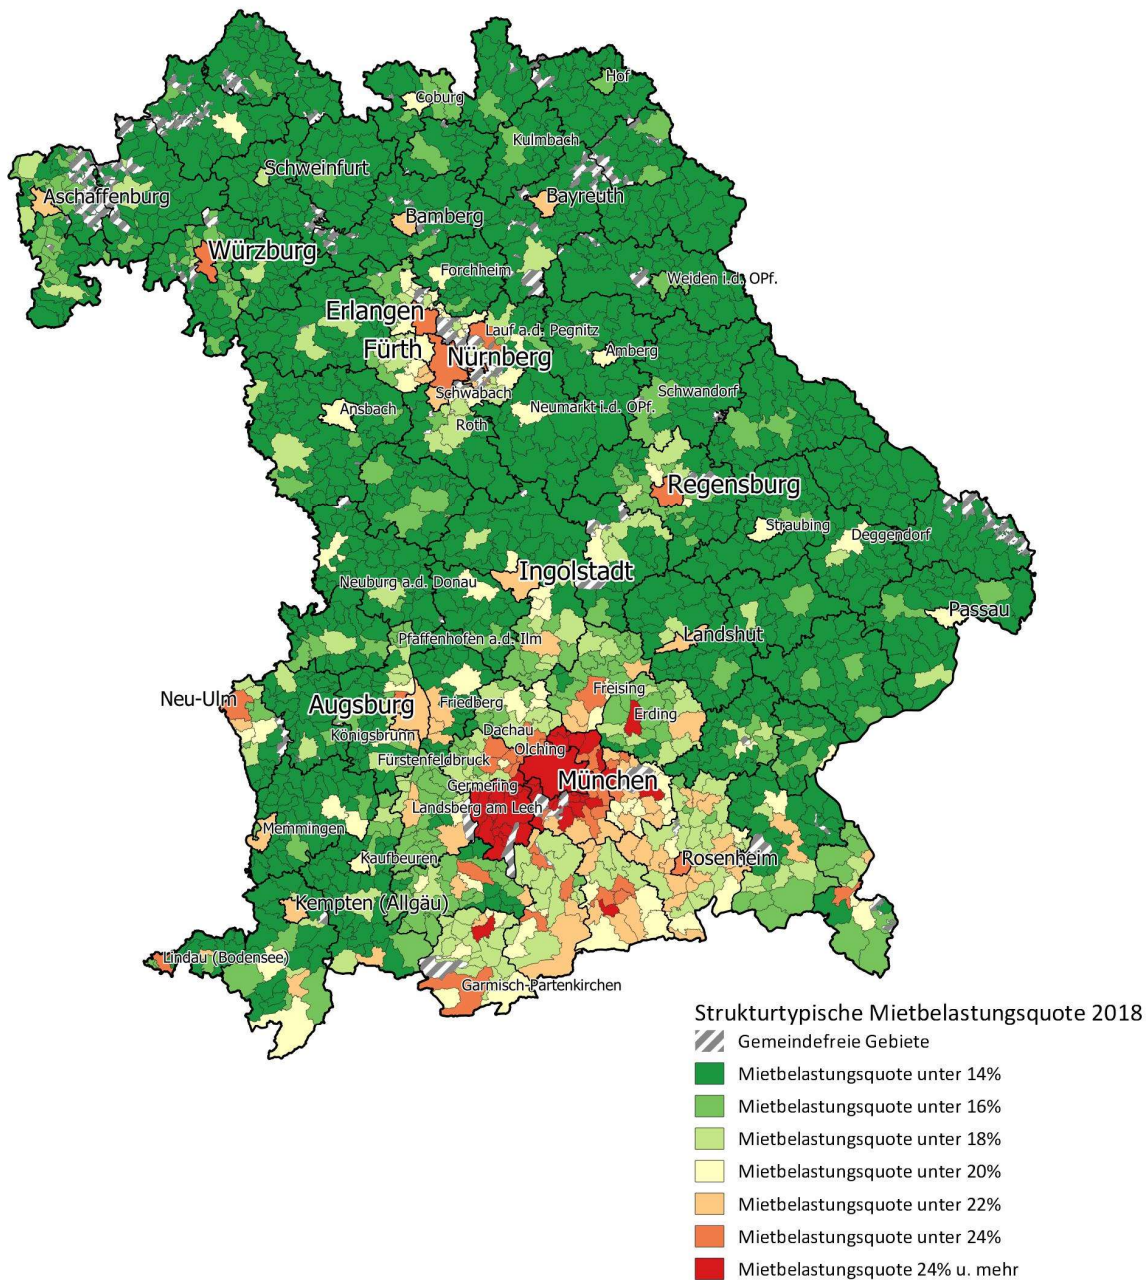 Hof
Coburg
Kulmbach
Schweinfurt
Aschaffenburg
Bayreuth
Bamberg
Würzburg
Forchheim
Weiden i.d. OPf.
Erlangen
Lauf a.d. Pegnitz
Fürth
Nürnberg
Amberg
Schwabach
Schwandorf
Ansbach
Neumarkt i.d. OPf.
Roth
Regensburg
Straubing
Deggendorf
Ingolstadt
Neuburg a.d. Donau
Passau
Pfaffenhofen a.d. Ilm
Landshut
Freising
Neu-Ulm
Augsburg
Friedberg
Erding
Königsbrunn
Dachau
Olching
Fürstenfeldbruck
München
Germering
Landsberg am Lech
Memmingen
Kaufbeuren
Rosenheim
Kempten (Allgäu)
Lindau (Bodensee)
Garmisch-Partenkirchen
Strukturtypische Mietbelastungsquote 2018
Gemeindefreie Gebiete
Mietbelastungsquote unter 14%
Mietbelastungsquote unter 16%
Mietbelastungsquote unter 18%
Mietbelastungsquote unter 20%
Mietbelastungsquote unter 22%
Mietbelastungsquote unter 24%
Mietbelastungsquote 24% u. mehr